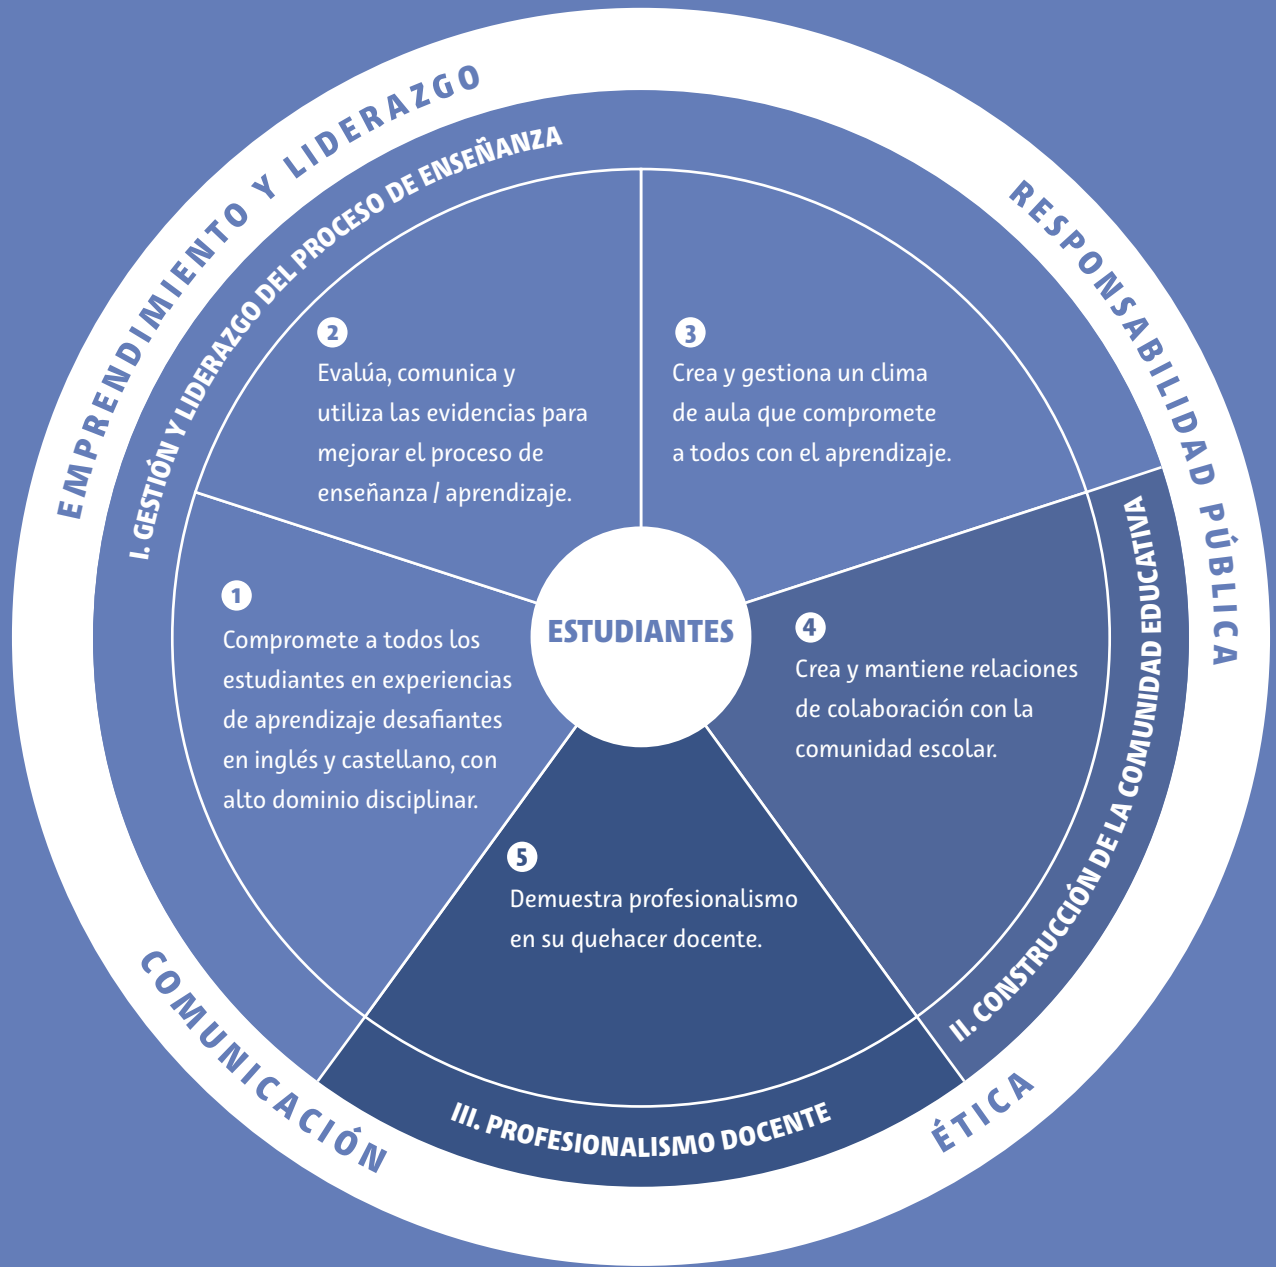 EMPRENDIMIENTO Y LIDERAZGO
RESPONSABILIDAD PÚBLICA
I. GESTIÓN Y LIDERAZGO DEL PROCESO DE ENSEÑANZA
2
Evalúa, comunica y
utiliza las evidencias para
mejorar el proceso de
enseñanza / aprendizaje.
3
Crea y gestiona un clima
de aula que compromete
a todos con el aprendizaje.
1
Compromete a todos los
estudiantes en experiencias
de aprendizaje desafiantes
en inglés y castellano, con
alto dominio disciplinar.
ESTUDIANTES
4
Crea y mantiene relaciones
de colaboración con la
comunidad escolar.
II. CONSTRUCCIÓN DE LA COMUNIDAD EDUCATIVA
5
Demuestra profesionalismo
en su quehacer docente.
III. PROFESIONALISMO DOCENTE
COMUNICACIÓN
ÉTICA